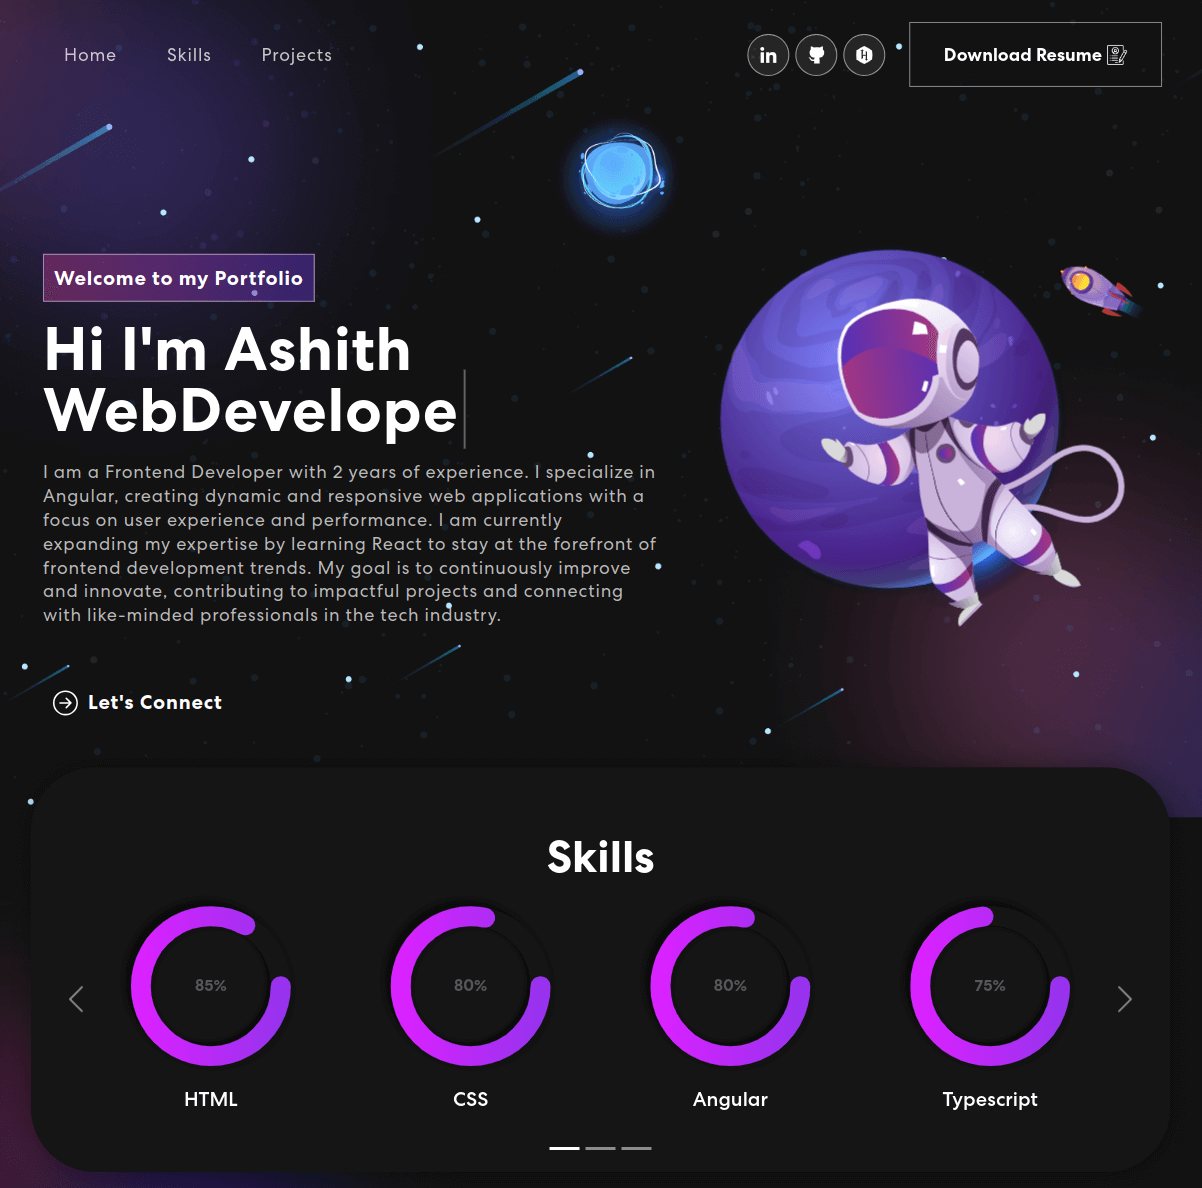 Home Skills Projects
in
H
Download Resume
Welcome to my Portfolio
Hi I'm Ashith
WebDevelope
I am a Frontend Developer with 2 years of experience. I specialize in
Angular, creating dynamic and responsive web applications with a
focus on user experience and performance. I am currently
expanding my expertise by learning React to stay at the forefront of
frontend development trends. My goal is to continuously improve
and innovate, contributing to impactful projects and connecting
with like-minded professionals in the tech industry.
Let's Connect
Skills
85% 80% 80% 75%
HTML CSS Angular Typescript